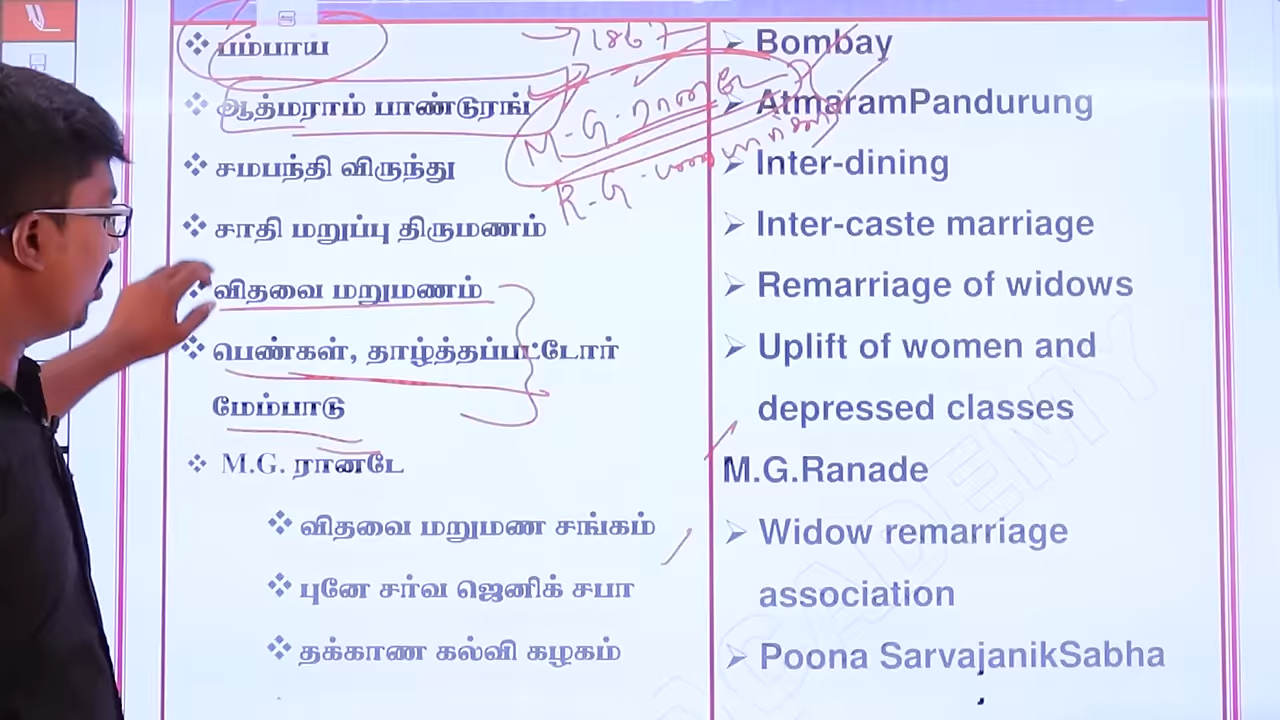 பம்பாய
→ 1867
Bombay
ஆத்மராம் பாண்டுரங்
M.G. ரானடே
AtmaramPandurung
சமபந்தி விருந்து
R.G.
Inter-dining
சாதி மறுப்பு திருமணம்
Inter-caste marriage
விதவை மறுமணம்
Remarriage of widows
பெண்கள், தாழ்த்தப்பட்டோர்
மேம்பாடு
Uplift of women and
depressed classes
M.G. ரானடே
M.G.Ranade
விதவை மறுமண சங்கம்
Widow remarriage
association
புனே சர்வ ஜெனிக் சபா
தக்காண கல்வி கழகம்
Poona SarvajanikSabha
ACADEMY